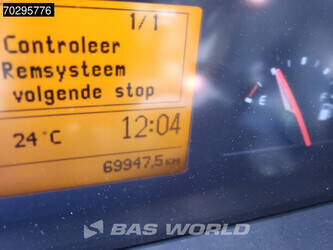 70295776
1/1
Controleer
Remsysteem
volgende stop
24°C 12:04
69947,5 KM
E
BAS WORLD